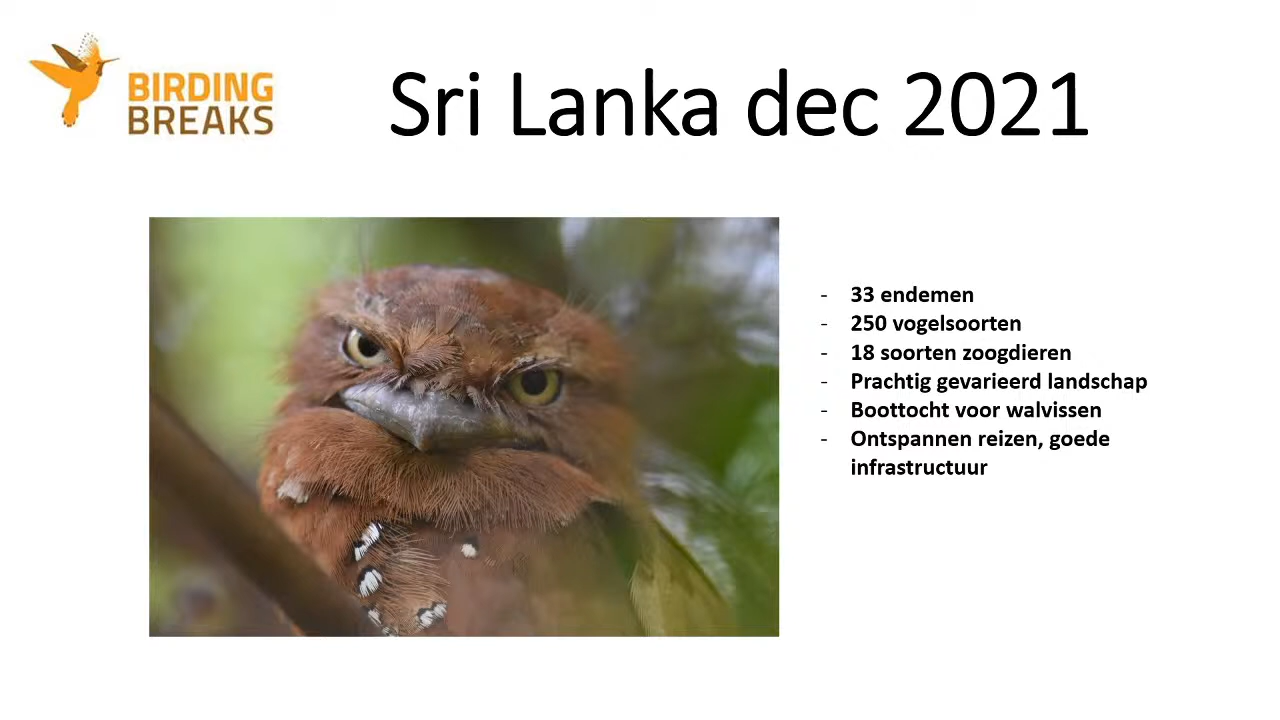 BIRDING
BREAKS
Sri Lanka dec 2021
- 33 endemen
- 250 vogelsoorten
- 18 soorten zoogdieren
- Prachtig gevarieerd landschap
- Boottocht voor walvissen
- Ontspannen reizen, goede
infrastructuur